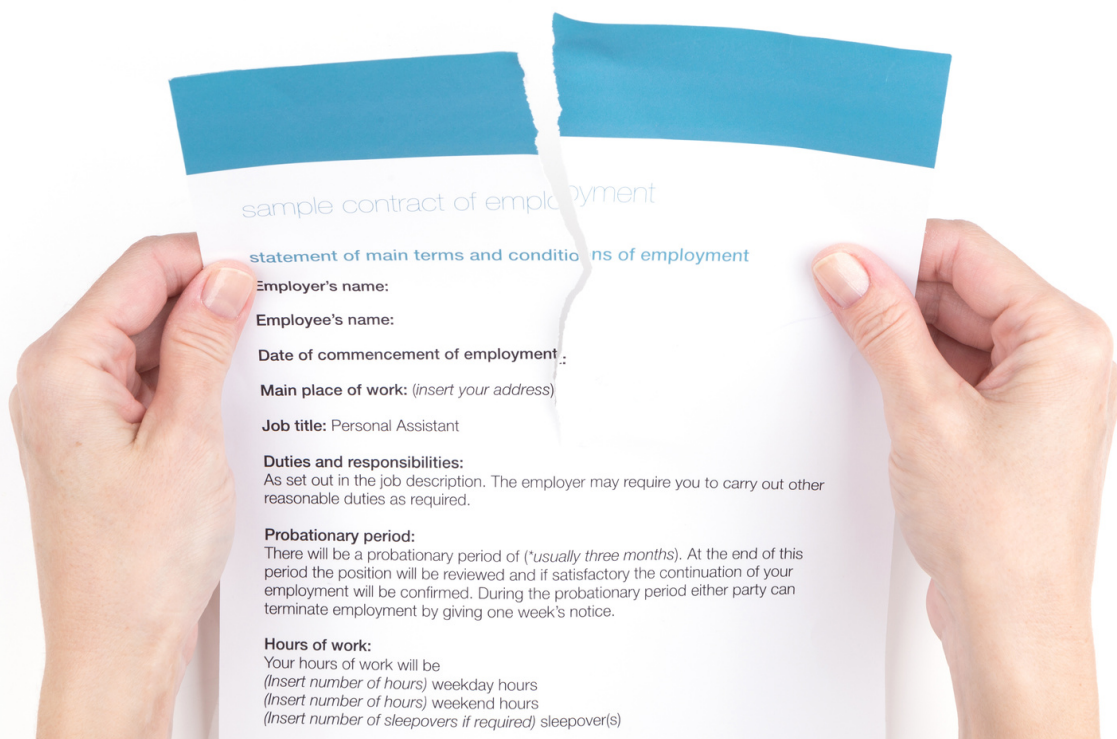 sample contract of employment
statement of main terms and conditions of employment
Employer's name:
Employee's name:
Date of commencement of employment:
Main place of work: (insert your address)
Job title: Personal Assistant
Duties and responsibilities:
As set out in the job description. The employer may require you to carry out other
reasonable duties as required.
Probationary period:
There will be a probationary period of (*usually three months). At the end of this
period the position will be reviewed and if satisfactory the continuation of your
employment will be confirmed. During the probationary period either party can
terminate employment by giving one week's notice.
Hours of work:
Your hours of work will be
(Insert number of hours) weekday hours
(Insert number of hours) weekend hours
(Insert number of sleepovers if required) sleepover(s)